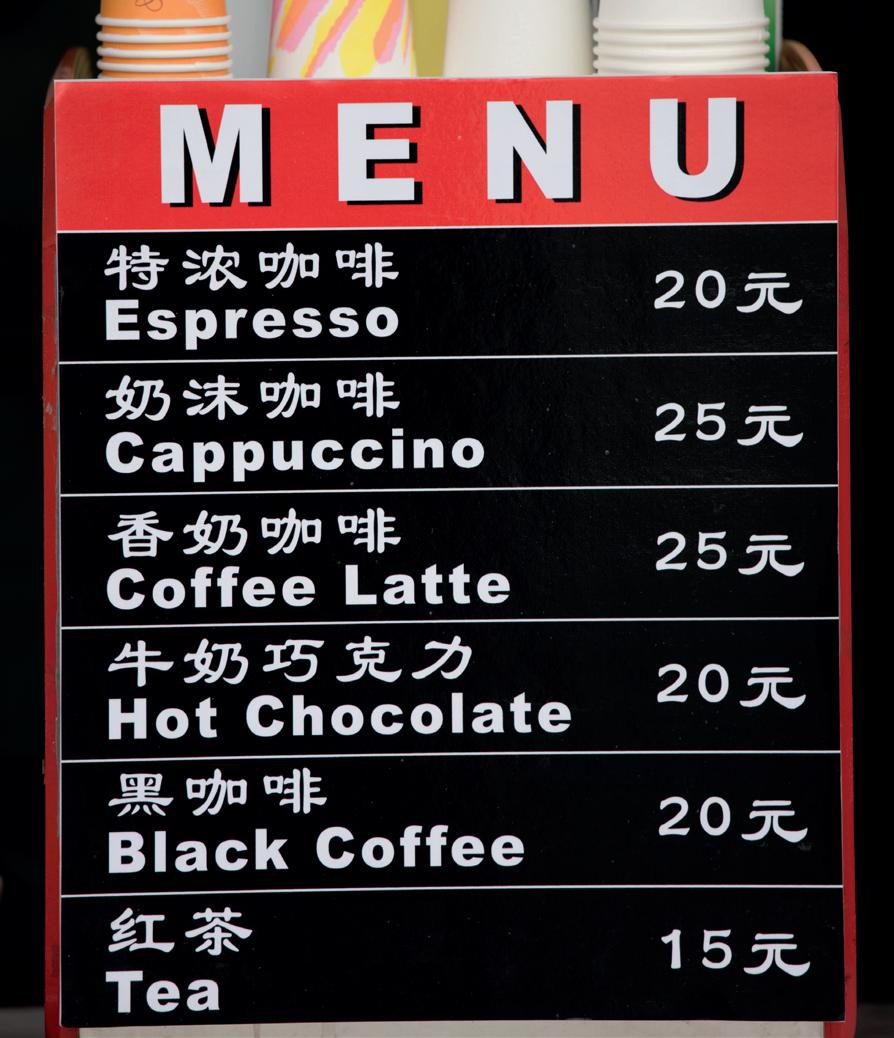 MENU
特浓咖啡
Espresso
20元
奶沫咖啡
Cappuccino
25元
香奶咖啡
Coffee Latte
25元
牛奶巧克力
Hot Chocolate
20元
黑咖啡
Black Coffee
20元
红茶
Tea
15元